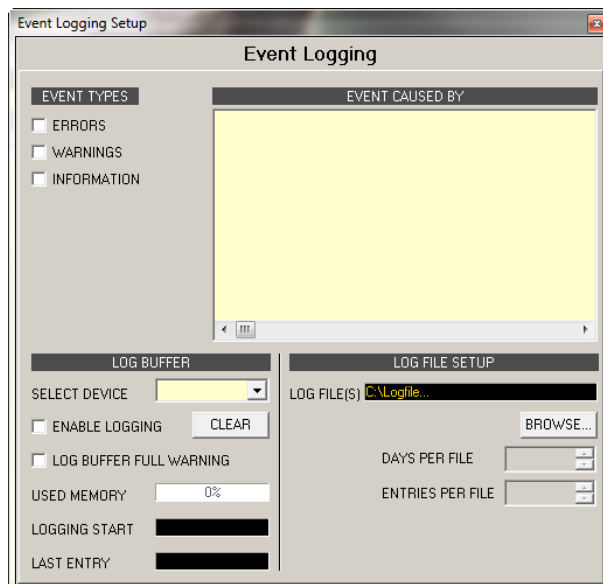 Event Logging Setup
Event Logging
EVENT TYPES
ERRORS
WARNINGS
INFORMATION
EVENT CAUSED BY
LOG BUFFER
SELECT DEVICE
ENABLE LOGGING CLEAR
LOG BUFFER FULL WARNING
USED MEMORY 0%
LOGGING START
LAST ENTRY
LOG FILE SETUP
LOG FILE(S) C:\Logfile...
BROWSE...
DAYS PER FILE
ENTRIES PER FILE